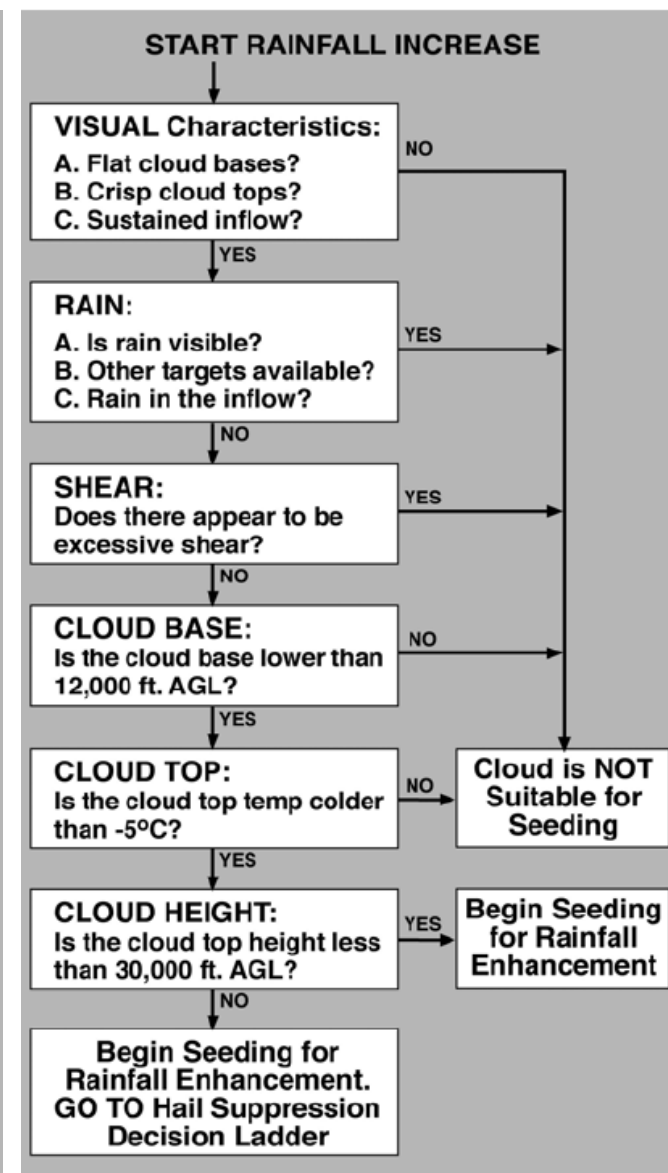 START RAINFALL INCREASE
VISUAL Characteristics:
A. Flat cloud bases?
B. Crisp cloud tops?
C. Sustained inflow?
NO
YES
RAIN:
A. Is rain visible?
B. Other targets available?
C. Rain in the inflow?
YES
NO
SHEAR:
Does there appear to be
excessive shear?
YES
NO
CLOUD BASE:
Is the cloud base lower than
12,000 ft. AGL?
NO
YES
CLOUD TOP:
Is the cloud top temp colder
than -5ºC?
NO
Cloud is NOT
Suitable for
Seeding
YES
CLOUD HEIGHT:
Is the cloud top height less
than 30,000 ft. AGL?
YES
Begin Seeding
for Rainfall
Enhancement
NO
Begin Seeding for
Rainfall Enhancement.
GO TO Hail Suppression
Decision Ladder